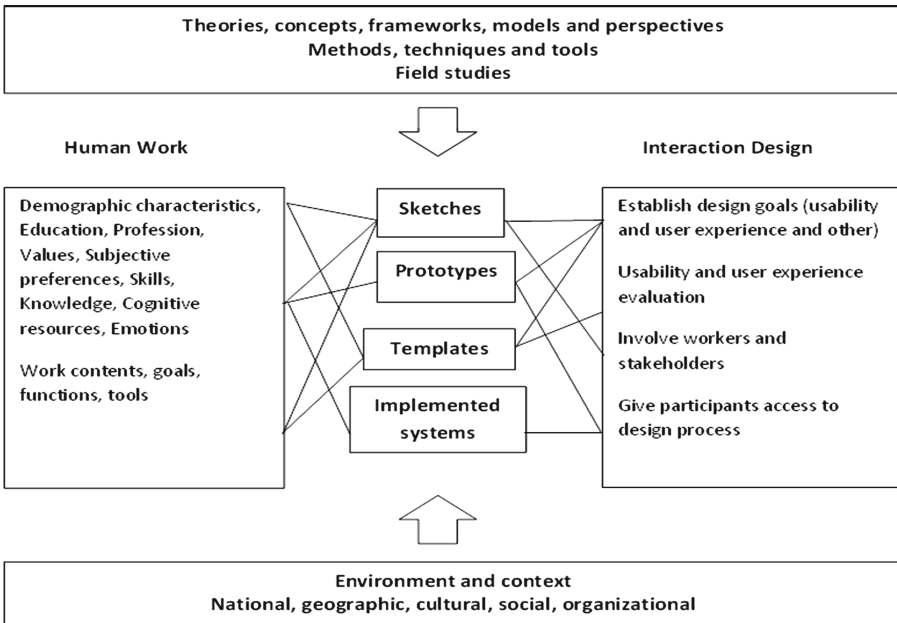 Theories, concepts, frameworks, models and perspectives
Methods, techniques and tools
Field studies
Human Work
Interaction Design
Demographic characteristics,
Education, Profession,
Values, Subjective
preferences, Skills,
Knowledge, Cognitive
resources, Emotions
Work contents, goals,
functions, tools
Sketches
Prototypes
Templates
Implemented
systems
Establish design goals (usability
and user experience and other)
Usability and user experience
evaluation
Involve workers and
stakeholders
Give participants access to
design process
Environment and context
National, geographic, cultural, social, organizational